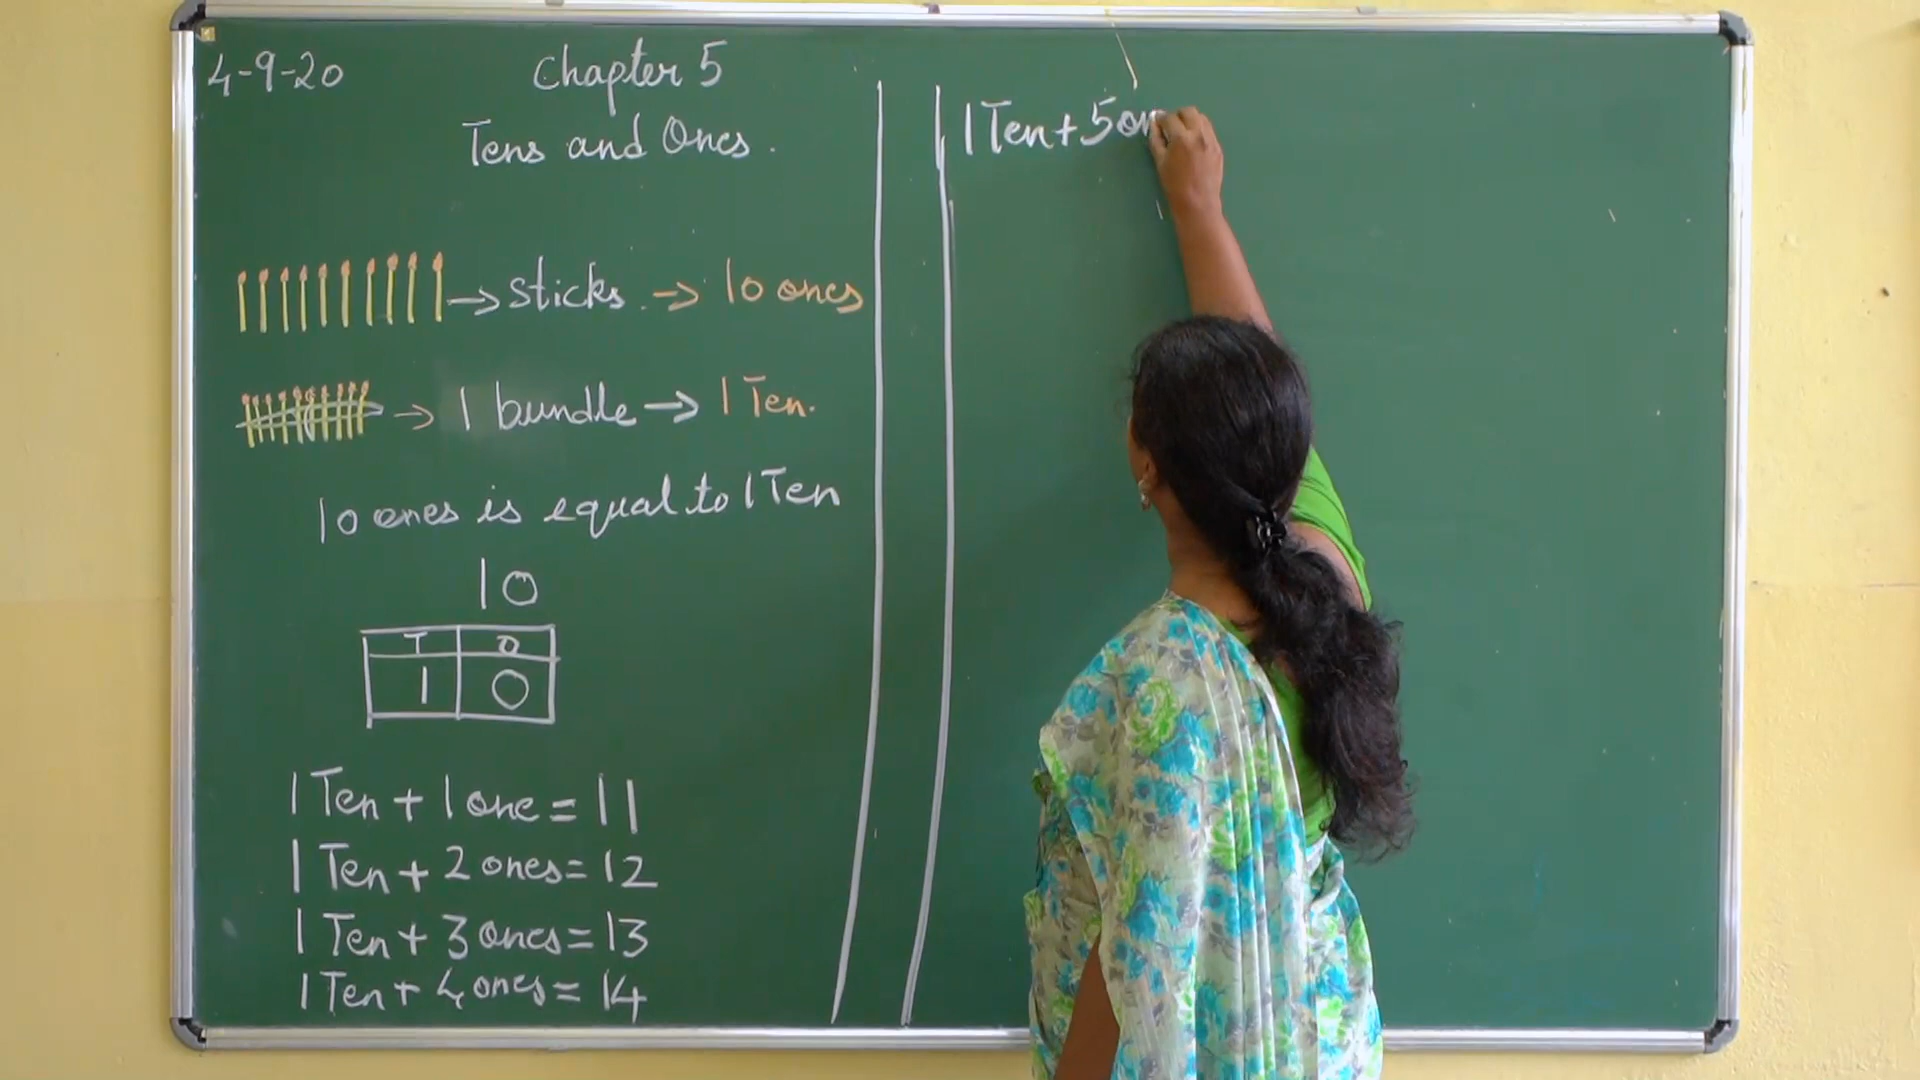 4-9-20
Chapter 5
Tens and Ones.
→ sticks. → 10 ones
→ 1 bundle → 1 Ten.
10 ones is equal to 1 Ten
10
T O
1 0
1 Ten + 1 one = 11
1 Ten + 2 ones = 12
1 Ten + 3 ones = 13
1 Ten + 4 ones = 14
1 Ten + 5 on